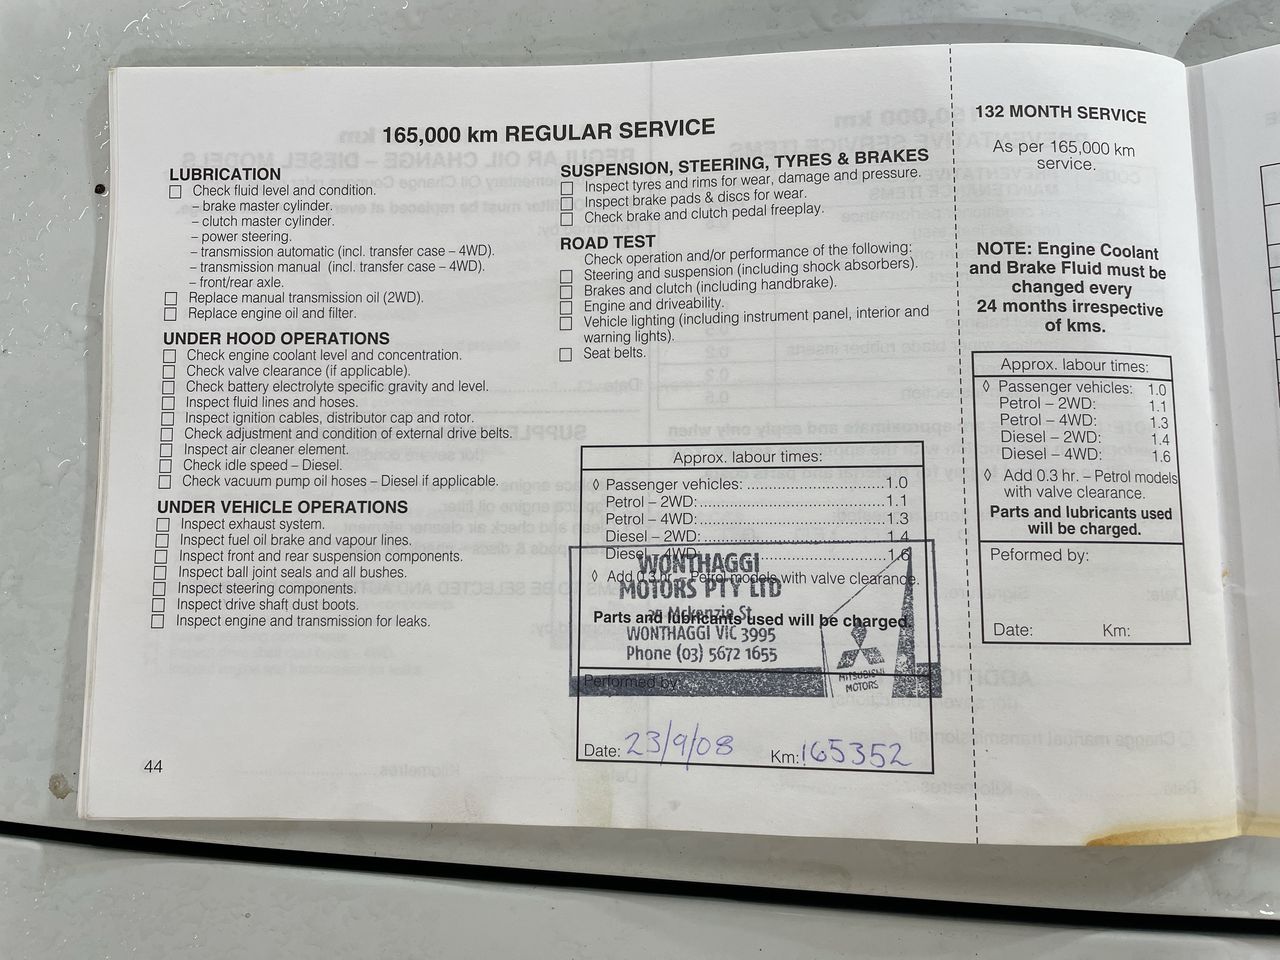 165,000 km REGULAR SERVICE
LUBRICATION
Check fluid level and condition.
– brake master cylinder.
– clutch master cylinder.
– power steering.
– transmission automatic (incl. transfer case – 4WD).
– transmission manual (incl. transfer case – 4WD).
– front/rear axle.
Replace manual transmission oil (2WD).
Replace engine oil and filter.
UNDER HOOD OPERATIONS
Check engine coolant level and concentration.
Check valve clearance (if applicable).
Check battery electrolyte specific gravity and level.
Inspect fluid lines and hoses.
Inspect ignition cables, distributor cap and rotor.
Check adjustment and condition of external drive belts.
Inspect air cleaner element.
Check idle speed – Diesel.
Check vacuum pump oil hoses – Diesel if applicable.
UNDER VEHICLE OPERATIONS
Inspect exhaust system.
Inspect fuel oil brake and vapour lines.
Inspect front and rear suspension components.
Inspect ball joint seals and all bushes.
Inspect steering components.
Inspect drive shaft dust boots.
Inspect engine and transmission for leaks.
44
SUSPENSION, STEERING, TYRES & BRAKES
Inspect tyres and rims for wear, damage and pressure.
Inspect brake pads & discs for wear.
Check brake and clutch pedal freeplay.
ROAD TEST
Check operation and/or performance of the following:
Steering and suspension (including shock absorbers).
Brakes and clutch (including handbrake).
Engine and driveability.
Vehicle lighting (including instrument panel, interior and
warning lights).
Seat belts.
Approx. labour times:
◊ Passenger vehicles: ................................1.0
Petrol – 2WD:..........................................1.1
Petrol – 4WD:..........................................1.3
Diesel – 2WD:..........................................1.4
Diesel – 4WD:..........................................1.6
◊ Add 0.3 hr – Petrol models with valve clearance.
Parts and lubricants used will be charged.
Performed by:
WONTHAGGI
MOTORS PTY LTD
Mckenzie St
WONTHAGGI VIC 3995
Phone (03) 5672 1655
MITSUBISHI
MOTORS
Date: 23/9/08 Km: 165352
132 MONTH SERVICE
As per 165,000 km
service.
NOTE: Engine Coolant
and Brake Fluid must be
changed every
24 months irrespective
of kms.
Approx. labour times:
◊ Passenger vehicles: 1.0
Petrol – 2WD: 1.1
Petrol – 4WD: 1.3
Diesel – 2WD: 1.4
Diesel – 4WD: 1.6
◊ Add 0.3 hr. – Petrol models
with valve clearance.
Parts and lubricants used
will be charged.
Peformed by:
Date: Km: